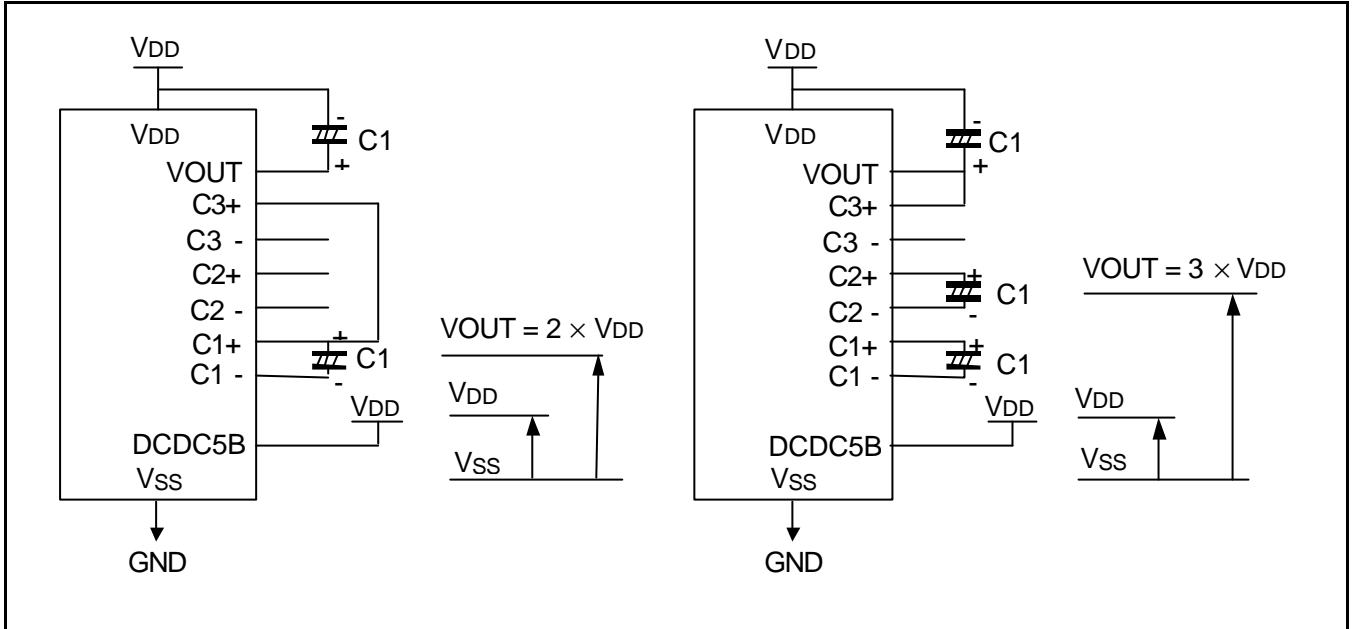 VDD
VDD
- C1
VOUT +
C3+
C3 -
C2+
C2 -
C1+ + C1
C1 - -
VDD
DCDC5B
VSS
GND
VOUT = 2 × VDD
VDD
VSS
VDD
VDD
- C1
VOUT +
C3+
C3 -
C2+ + C1
C2 - -
C1+ + C1
C1 - -
VDD
DCDC5B
VSS
GND
VOUT = 3 × VDD
VDD
VSS